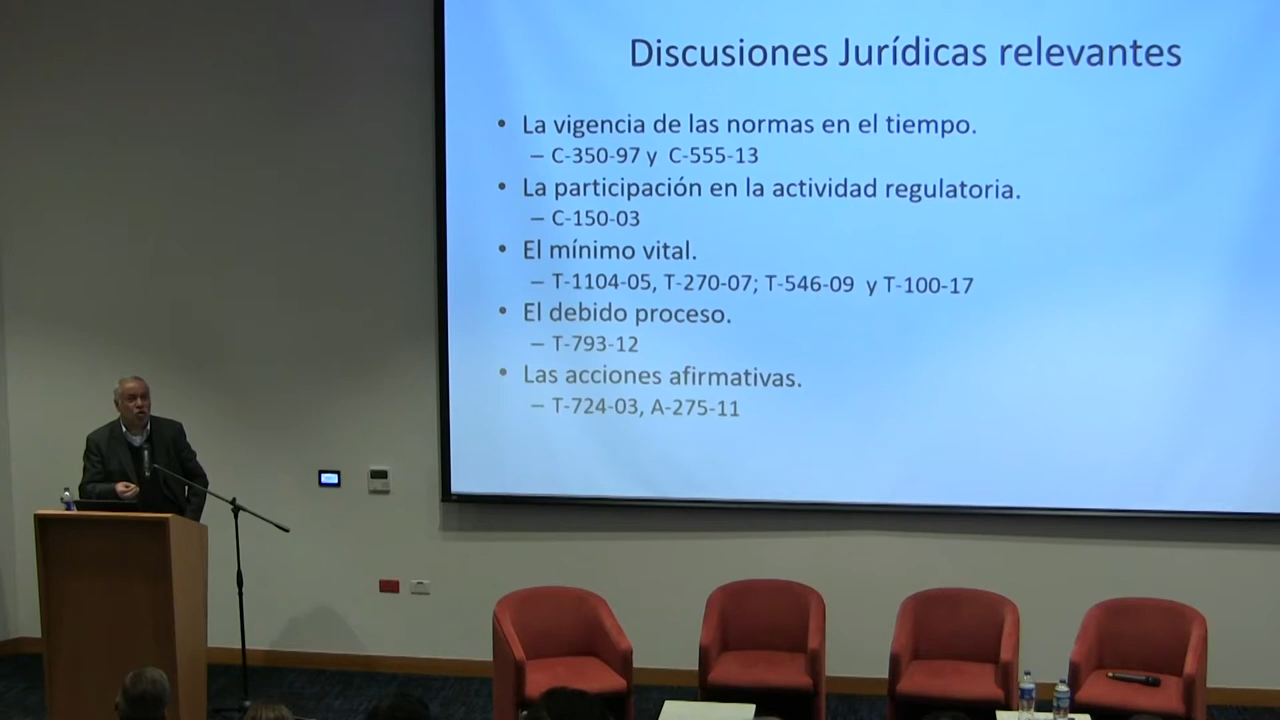 Discusiones Jurídicas relevantes
• La vigencia de las normas en el tiempo.
– C-350-97 y C-555-13
• La participación en la actividad regulatoria.
– C-150-03
• El mínimo vital.
– T-1104-05, T-270-07; T-546-09 y T-100-17
• El debido proceso.
– T-793-12
• Las acciones afirmativas.
– T-724-03, A-275-11